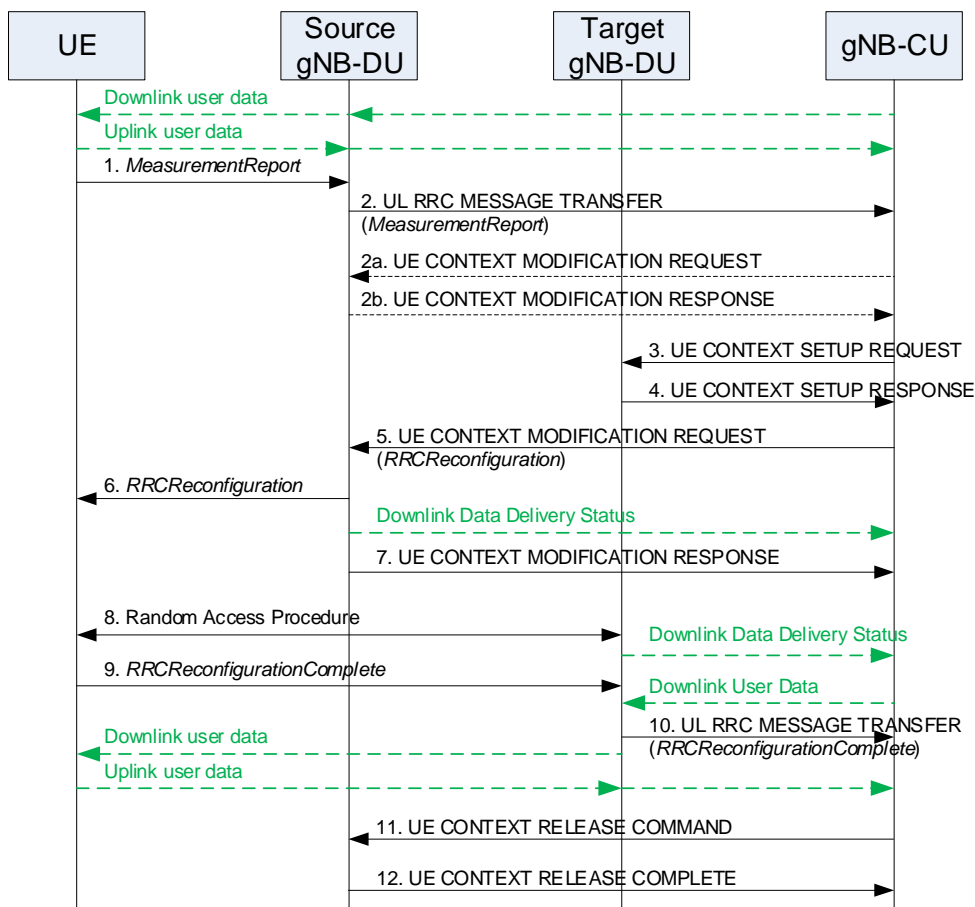 UE
Source
gNB-DU
Target
gNB-DU
gNB-CU
Downlink user data
Uplink user data
1. MeasurementReport
2. UL RRC MESSAGE TRANSFER
(MeasurementReport)
2a. UE CONTEXT MODIFICATION REQUEST
2b. UE CONTEXT MODIFICATION RESPONSE
3. UE CONTEXT SETUP REQUEST
4. UE CONTEXT SETUP RESPONSE
5. UE CONTEXT MODIFICATION REQUEST
(RRCReconfiguration)
6. RRCReconfiguration
Downlink Data Delivery Status
7. UE CONTEXT MODIFICATION RESPONSE
8. Random Access Procedure
Downlink Data Delivery Status
9. RRCReconfigurationComplete
Downlink User Data
10. UL RRC MESSAGE TRANSFER
(RRCReconfigurationComplete)
Downlink user data
Uplink user data
11. UE CONTEXT RELEASE COMMAND
12. UE CONTEXT RELEASE COMPLETE